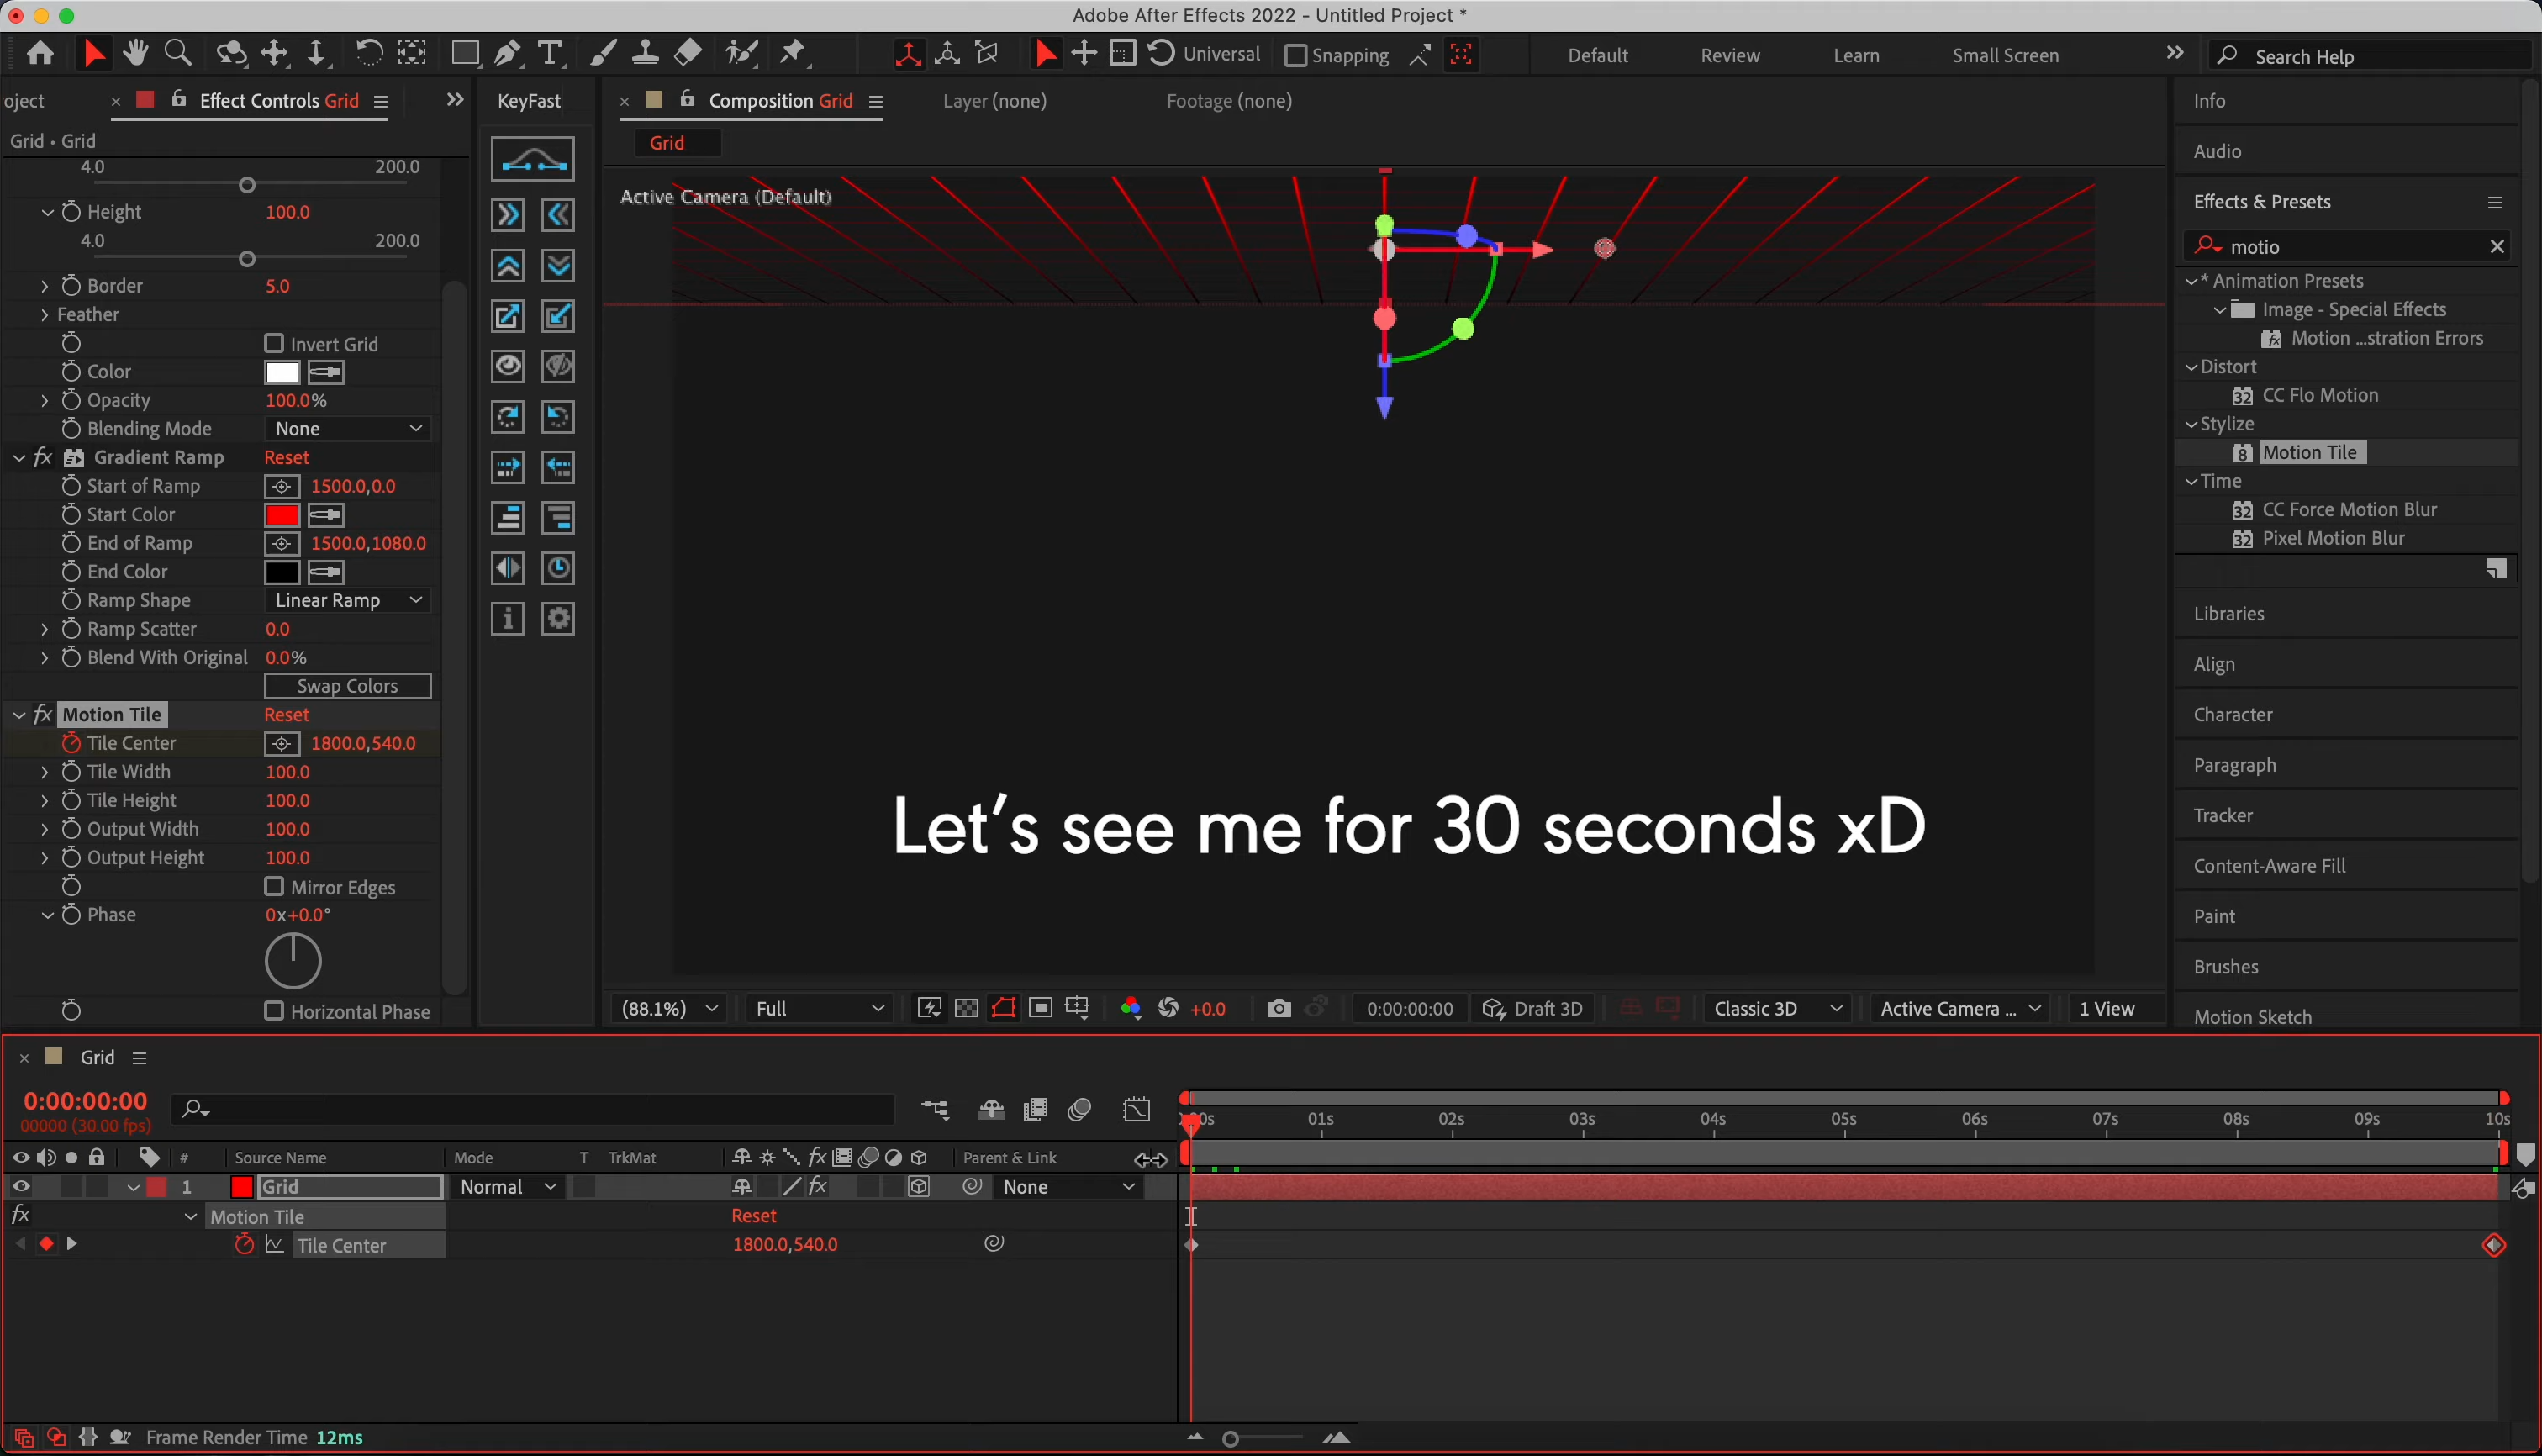 Adobe After Effects 2022 - Untitled Project *
Universal
Snapping
Default
Review
Learn
Small Screen
Search Help
oject
Effect Controls Grid
KeyFast
Composition Grid
Layer (none)
Footage (none)
Grid • Grid
Grid
4.0 200.0
Height 100.0
4.0 200.0
Border 5.0
Feather
Invert Grid
Color
Opacity 100.0%
Blending Mode None
fx Gradient Ramp Reset
Start of Ramp 1500.0,0.0
Start Color
End of Ramp 1500.0,1080.0
End Color
Ramp Shape Linear Ramp
Ramp Scatter 0.0
Blend With Original 0.0%
Swap Colors
fx Motion Tile Reset
Tile Center 1800.0,540.0
Tile Width 100.0
Tile Height 100.0
Output Width 100.0
Output Height 100.0
Mirror Edges
Phase 0x+0.0°
Horizontal Phase
Active Camera (Default)
Let's see me for 30 seconds xD
(88.1%)
Full
+0.0
0:00:00:00
Draft 3D
Classic 3D
Active Camera ...
1 View
Info
Audio
Effects & Presets
motio
* Animation Presets
Image - Special Effects
Motion ...stration Errors
Distort
32 CC Flo Motion
Stylize
8 Motion Tile
Time
32 CC Force Motion Blur
32 Pixel Motion Blur
Libraries
Align
Character
Paragraph
Tracker
Content-Aware Fill
Paint
Brushes
Motion Sketch
Grid
0:00:00:00
00000 (30.00 fps)
0s 01s 02s 03s 04s 05s 06s 07s 08s 09s 10s
# Source Name Mode T TrkMat fx Parent & Link
1 Grid Normal fx None
fx Motion Tile Reset
Tile Center 1800.0,540.0
Frame Render Time 12ms